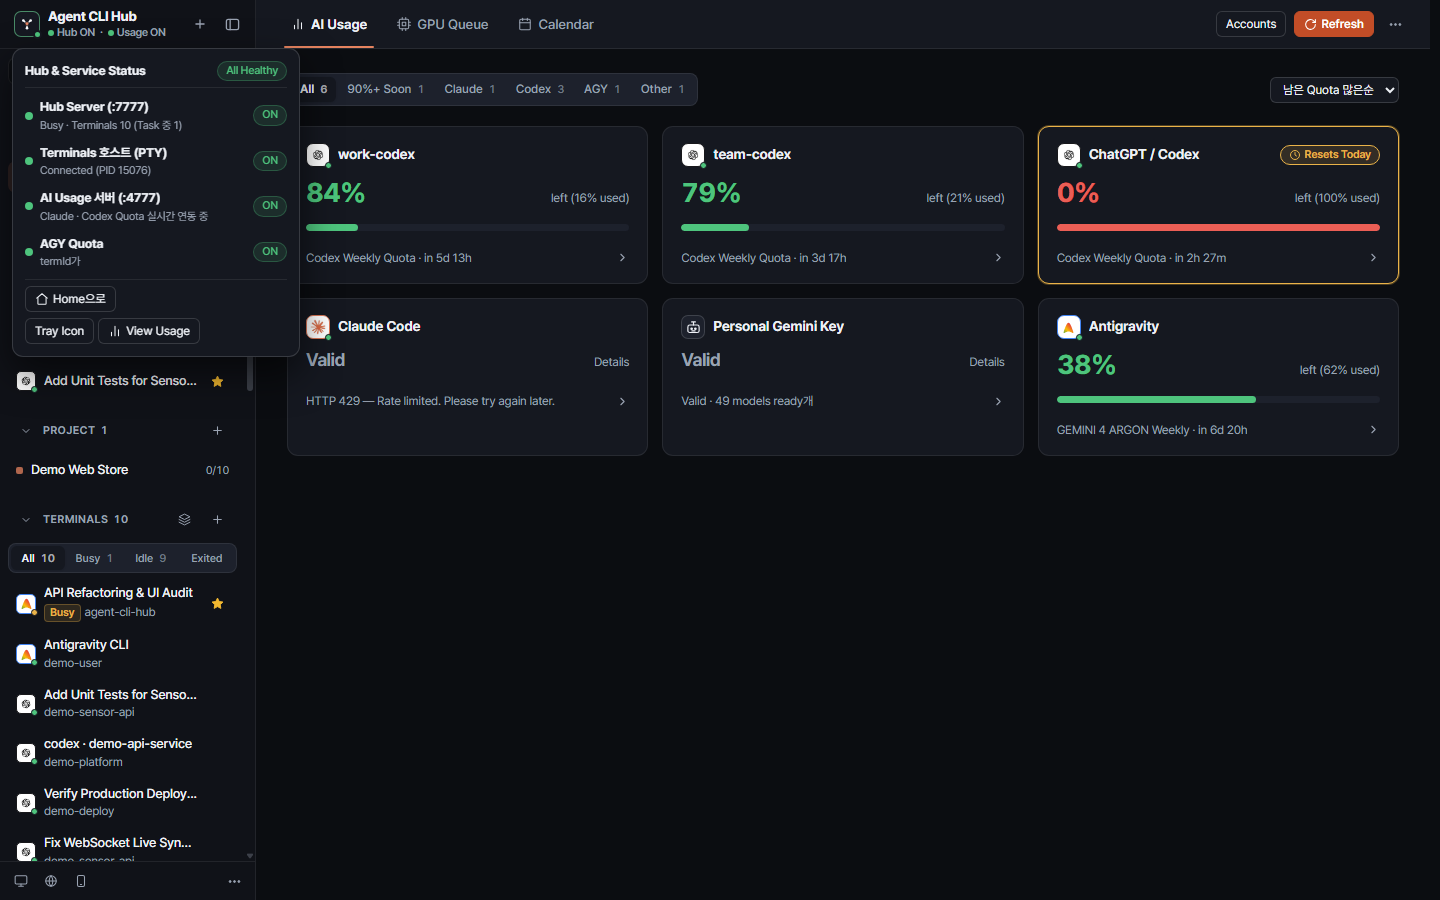 Agent CLI Hub
Hub ON · Usage ON
AI Usage
GPU Queue
Calendar
Accounts
Refresh
Hub & Service Status
All Healthy
Hub Server (:7777)
Busy · Terminals 10 (Task 중 1)
ON
Terminals 호스트 (PTY)
Connected (PID 15076)
ON
AI Usage 서버 (:4777)
Claude · Codex Quota 실시간 연동 중
ON
AGY Quota
termId가
ON
Home으로
Tray Icon
View Usage
All 6
90%+ Soon 1
Claude 1
Codex 3
AGY 1
Other 1
남은 Quota 많은순
work-codex
84%
left (16% used)
Codex Weekly Quota · in 5d 13h
team-codex
79%
left (21% used)
Codex Weekly Quota · in 3d 17h
ChatGPT / Codex
Resets Today
0%
left (100% used)
Codex Weekly Quota · in 2h 27m
Claude Code
Valid
Details
HTTP 429 — Rate limited. Please try again later.
Personal Gemini Key
Valid
Details
Valid · 49 models ready개
Antigravity
38%
left (62% used)
GEMINI 4 ARGON Weekly · in 6d 20h
Add Unit Tests for Senso...
PROJECT 1
Demo Web Store
0/10
TERMINALS 10
All 10
Busy 1
Idle 9
Exited
API Refactoring & UI Audit
Busy agent-cli-hub
Antigravity CLI
demo-user
Add Unit Tests for Senso...
demo-sensor-api
codex · demo-api-service
demo-platform
Verify Production Deploy...
demo-deploy
Fix WebSocket Live Syn...
demo-sensor-api